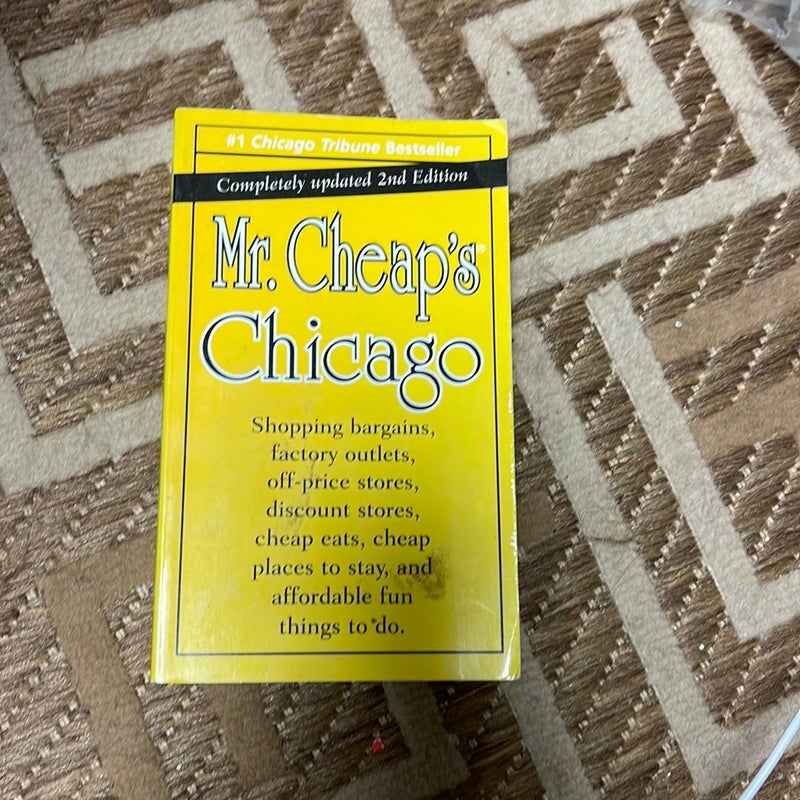 #1 Chicago Tribune Bestseller
Completely updated 2nd Edition
Mr. Cheap's®
Chicago
Shopping bargains,
factory outlets,
off-price stores,
discount stores,
cheap eats, cheap
places to stay, and
affordable fun
things to do.